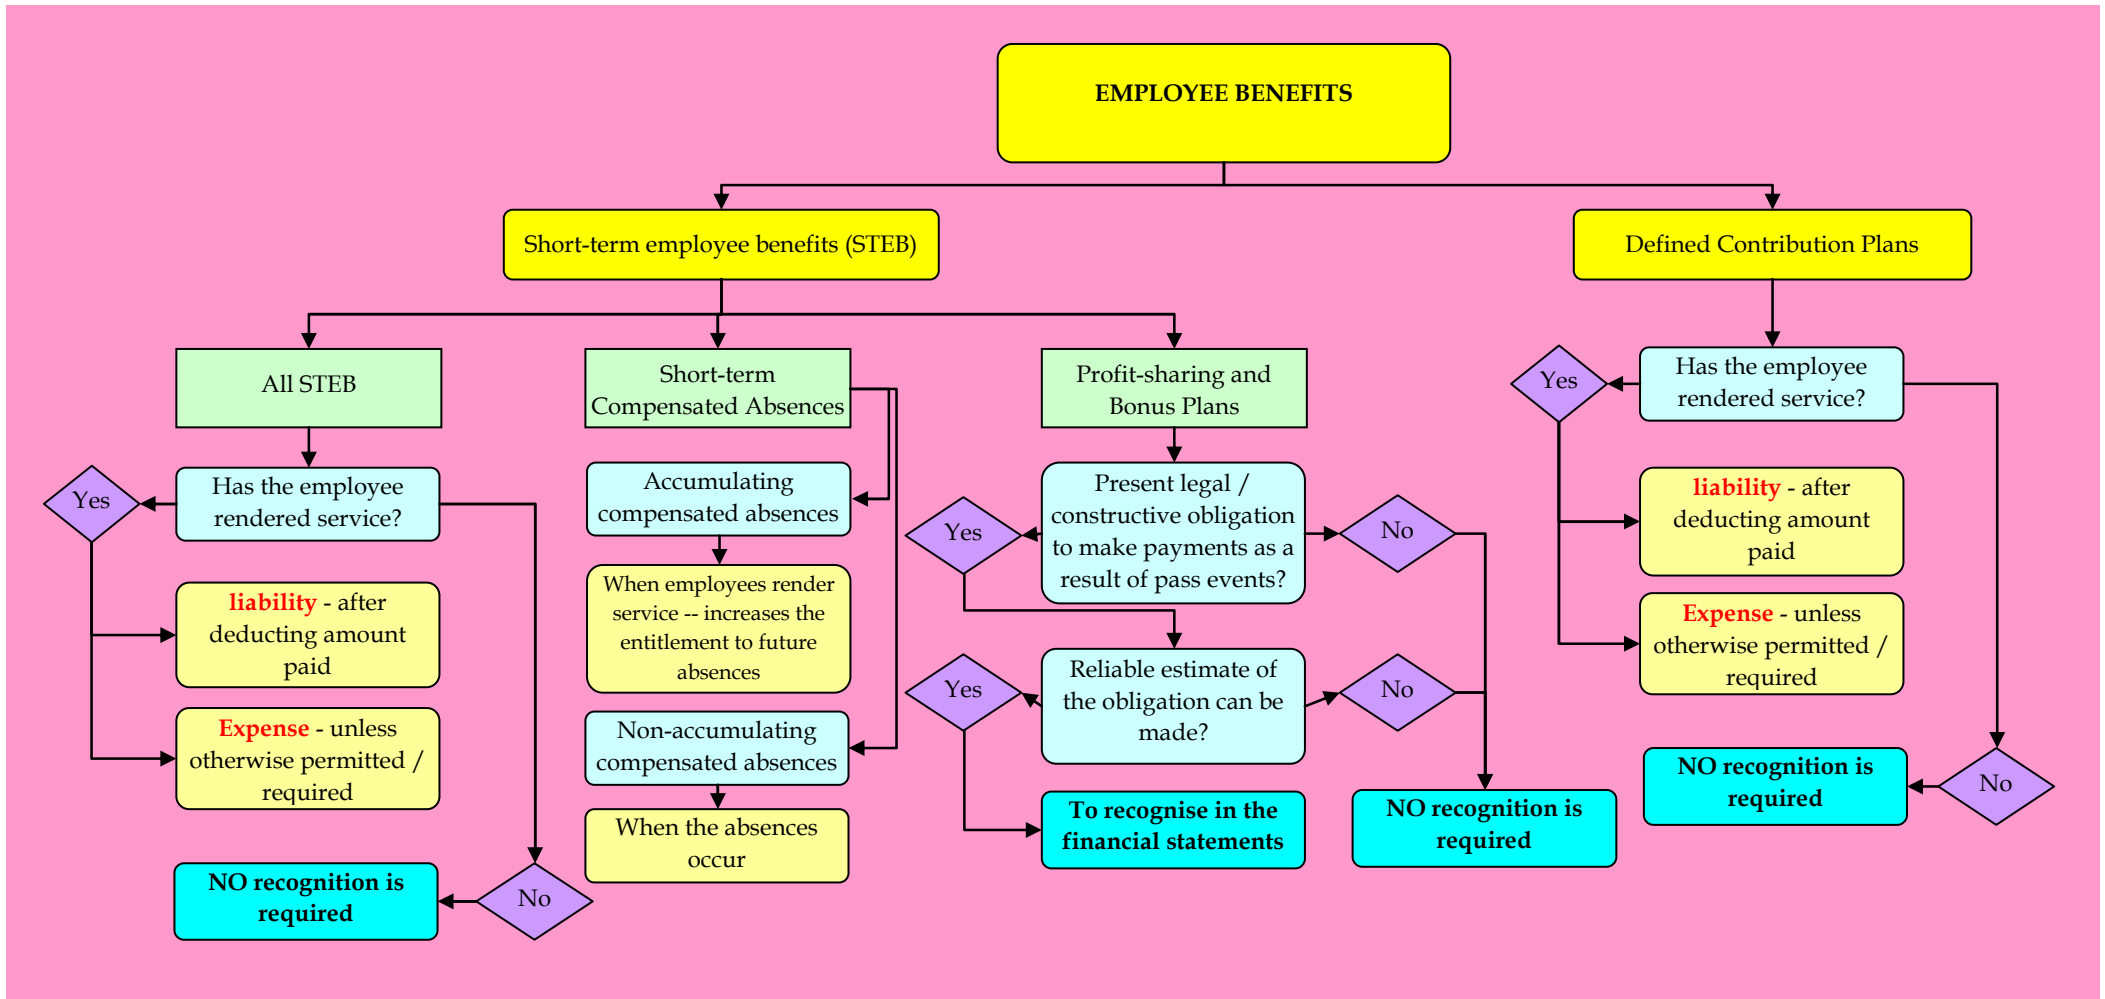 EMPLOYEE BENEFITS
Short-term employee benefits (STEB)
Defined Contribution Plans
All STEB
Has the employee
rendered service?
Yes
liability - after
deducting amount
paid
Expense - unless
otherwise permitted /
required
No
NO recognition is
required
Short-term
Compensated Absences
Accumulating
compensated absences
When employees render
service -- increases the
entitlement to future
absences
Non-accumulating
compensated absences
When the absences
occur
Profit-sharing and
Bonus Plans
Present legal /
constructive obligation
to make payments as a
result of pass events?
Yes
No
Reliable estimate of
the obligation can be
made?
Yes
No
To recognise in the
financial statements
NO recognition is
required
Has the employee
rendered service?
Yes
liability - after
deducting amount
paid
Expense - unless
otherwise permitted /
required
No
NO recognition is
required